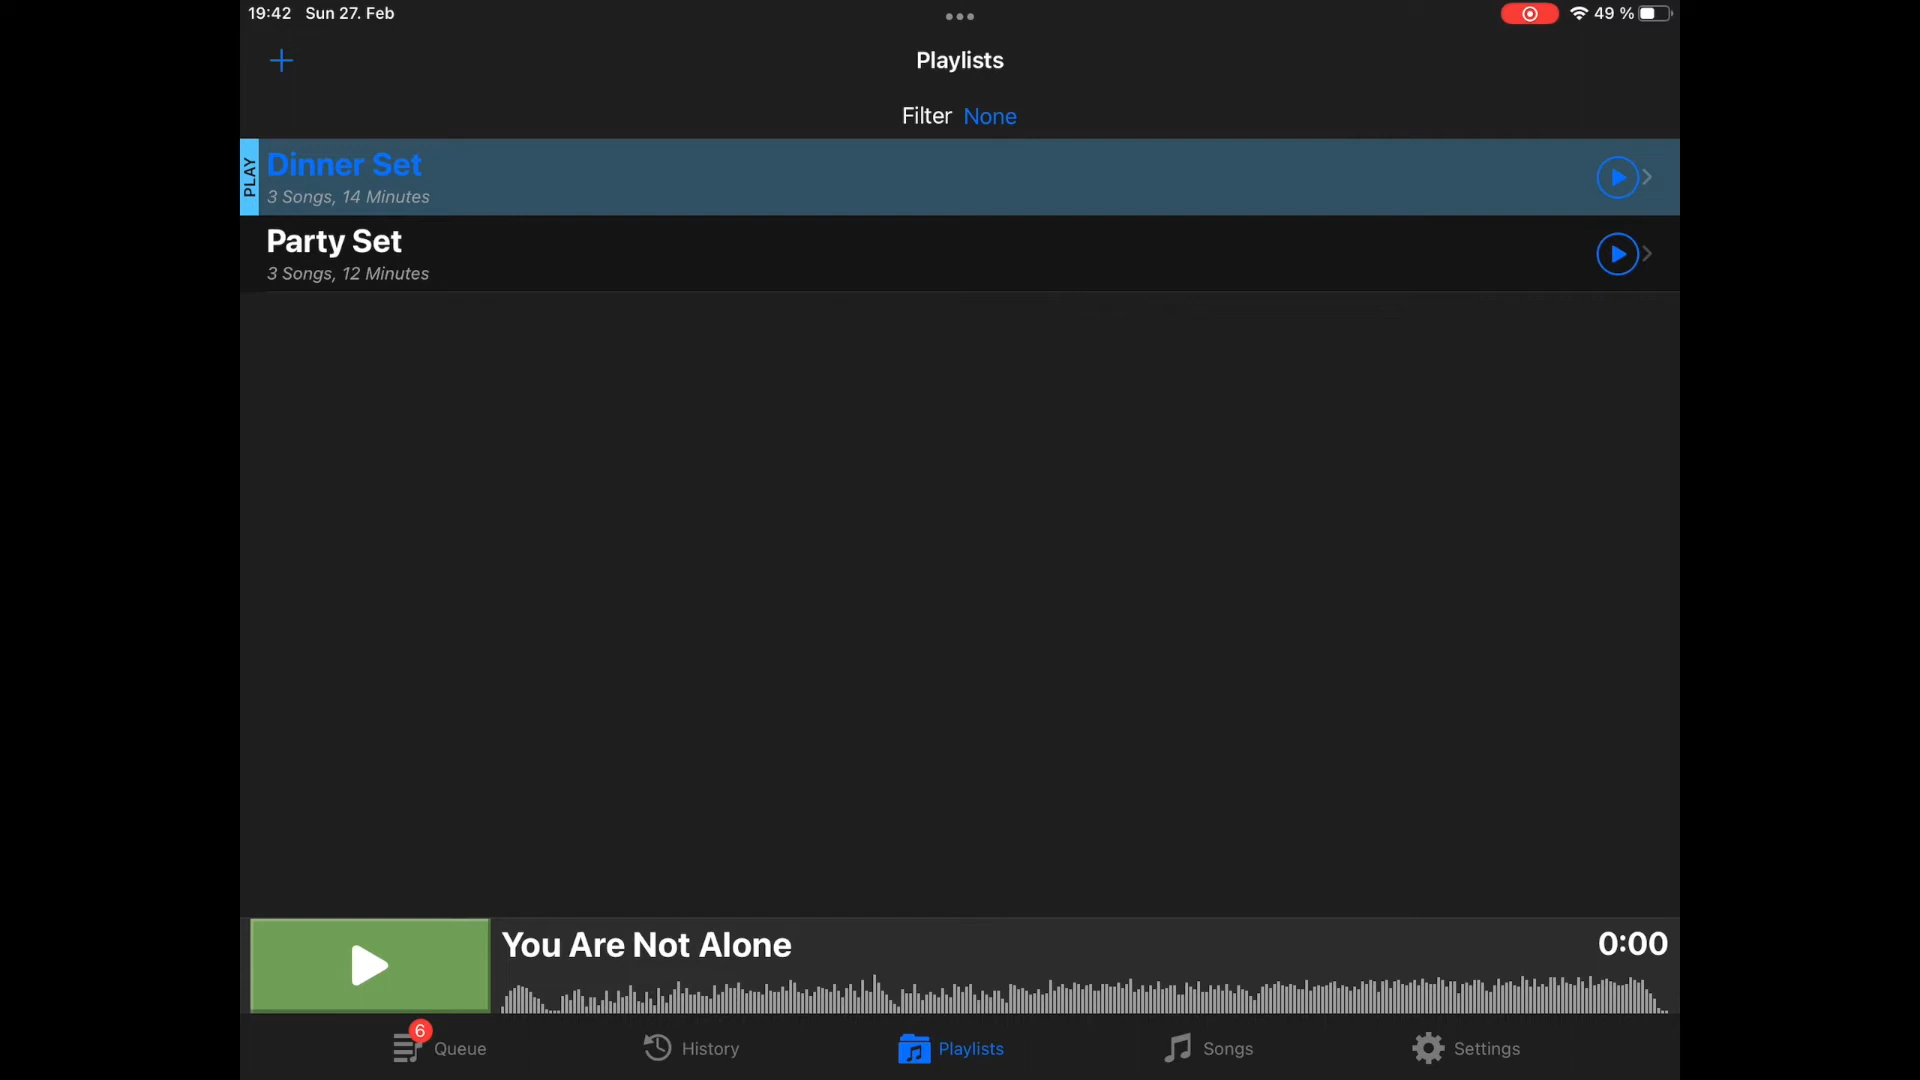 19:42 Sun 27. Feb
49 %
Playlists
Filter None
PLAY
Dinner Set
3 Songs, 14 Minutes
Party Set
3 Songs, 12 Minutes
You Are Not Alone
0:00
6
Queue
History
Playlists
Songs
Settings